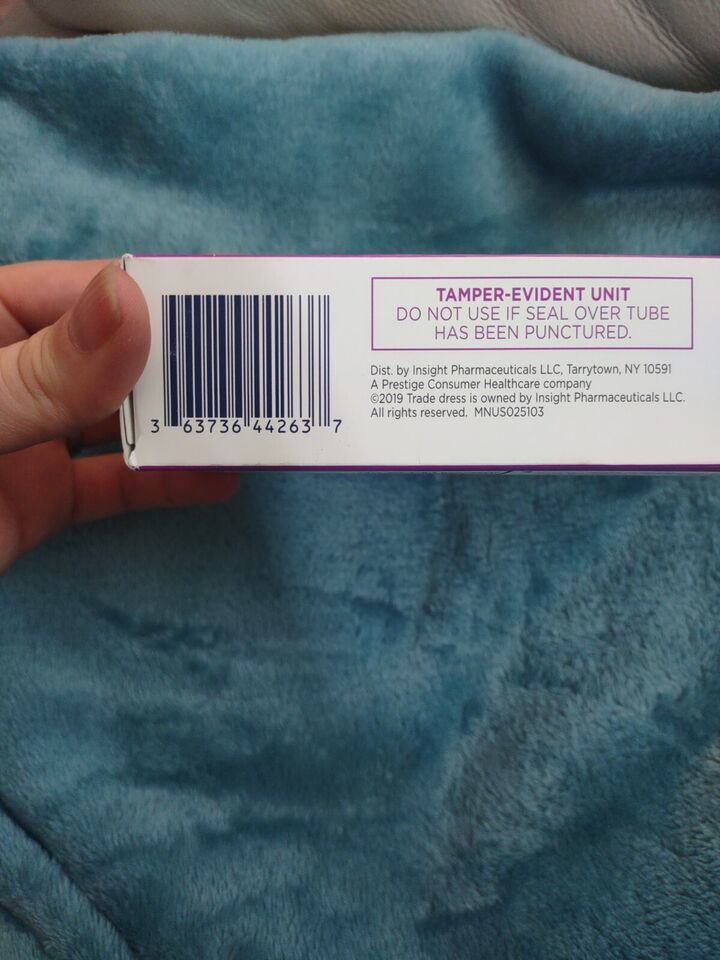 TAMPER-EVIDENT UNIT
DO NOT USE IF SEAL OVER TUBE
HAS BEEN PUNCTURED.
Dist. by Insight Pharmaceuticals LLC, Tarrytown, NY 10591
A Prestige Consumer Healthcare company
©2019 Trade dress is owned by Insight Pharmaceuticals LLC.
All rights reserved. MNUS025103
3 63736 44263 7